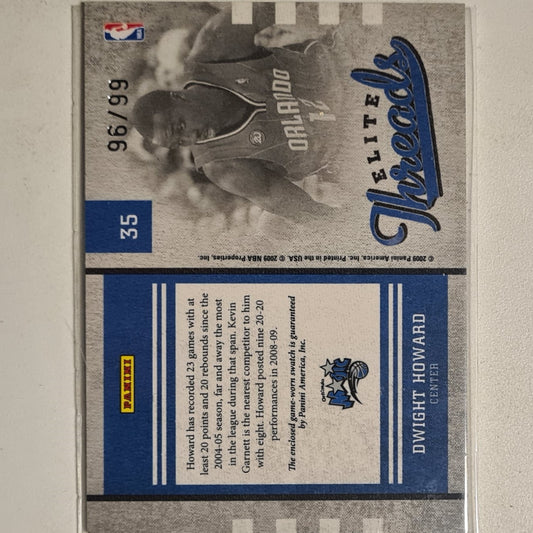 96/99
ELITE
Threads
ORLANDO
35
© 2009 Panini America, Inc. Printed in the USA. © 2009 NBA Properties, Inc.
Howard has recorded 23 games with at
least 20 points and 20 rebounds since the
2004-05 season, far and away the most
in the league during that span. Kevin
Garnett is the nearest competitor to him
with eight. Howard posted nine 20-20
performances in 2008-09.
The enclosed game-worn swatch is guaranteed
by Panini America, Inc.
PANINI
DWIGHT HOWARD
CENTER